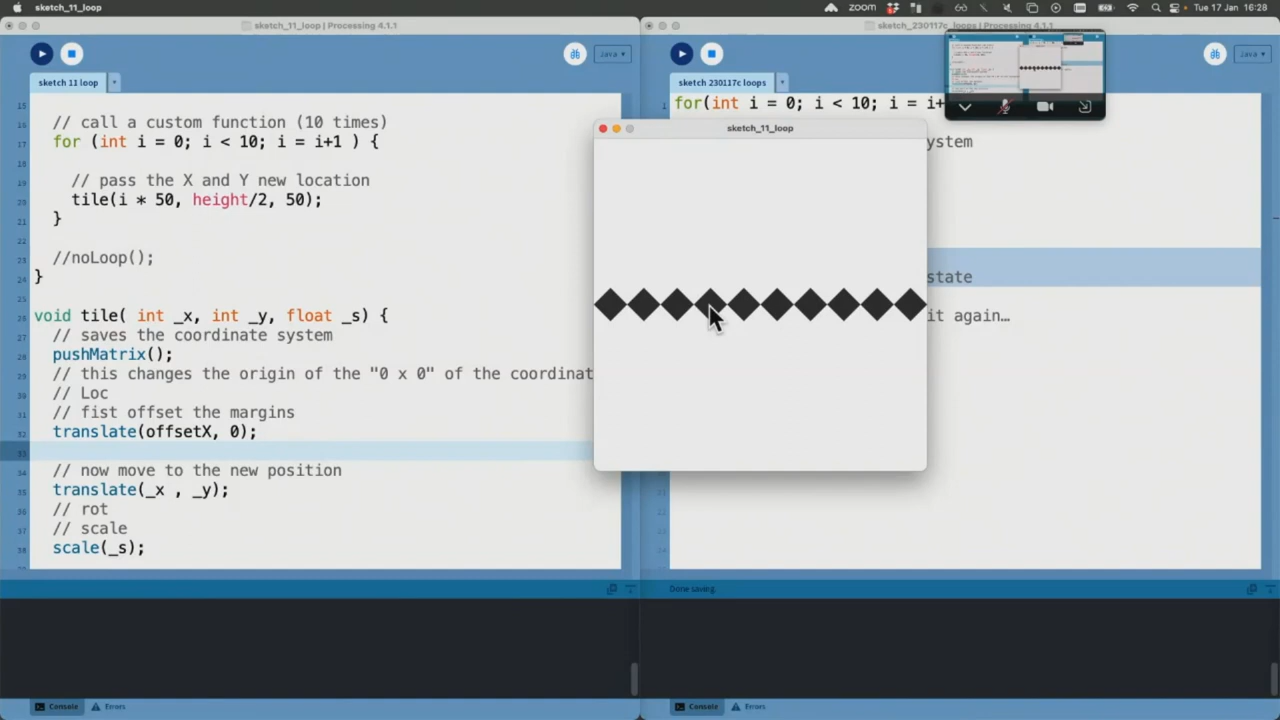 sketch_11_loop
zoom
Tue 17 Jan 16:28
sketch_11_loop | Processing 4.1.1
Java
sketch 11 loop
15
16 // call a custom function (10 times)
17 for (int i = 0; i < 10; i = i+1 ) {
18
19 // pass the X and Y new location
20 tile(i * 50, height/2, 50);
21 }
22
23 //noLoop();
24 }
25
26 void tile( int _x, int _y, float _s) {
27 // saves the coordinate system
28 pushMatrix();
29 // this changes the origin of the "0 x 0" of the coordinat
30 // Loc
31 // fist offset the margins
32 translate(offsetX, 0);
33
34 // now move to the new position
35 translate(_x , _y);
36 // rot
37 // scale
38 scale(_s);
Console Errors
sketch_230117c_loops | Processing 4.1.1
Java
sketch 230117c loops
1 for(int i = 0; i < 10; i = i+
ystem
state
it again…
sketch_11_loop
Done saving.
Console Errors